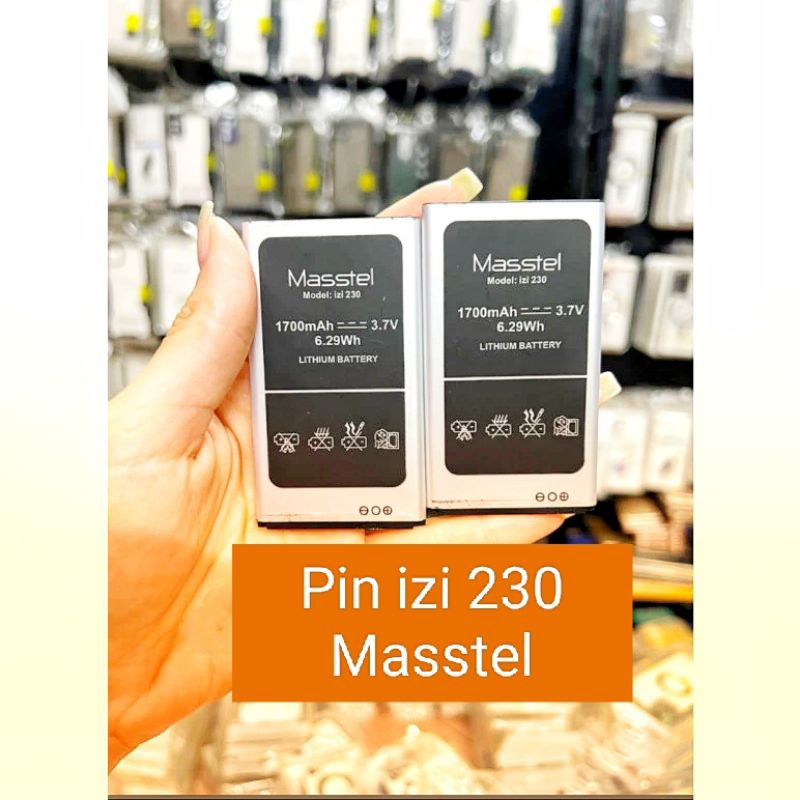 Masstel
Model: izi 230
1700mAh 3.7V
6.29Wh
LITHIUM BATTERY
Masstel
Model: izi 230
1700mAh 3.7V
6.29Wh
LITHIUM BATTERY
Pin izi 230
Masstel